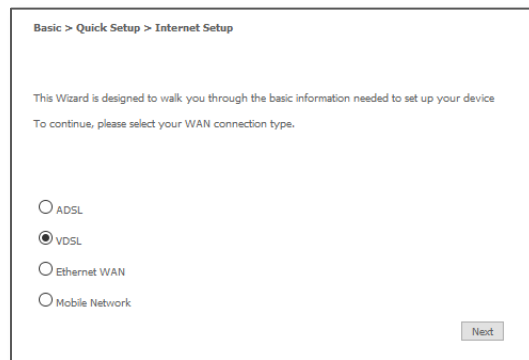 Basic > Quick Setup > Internet Setup
This Wizard is designed to walk you through the basic information needed to set up your device
To continue, please select your WAN connection type.
ADSL
VDSL
Ethernet WAN
Mobile Network
Next